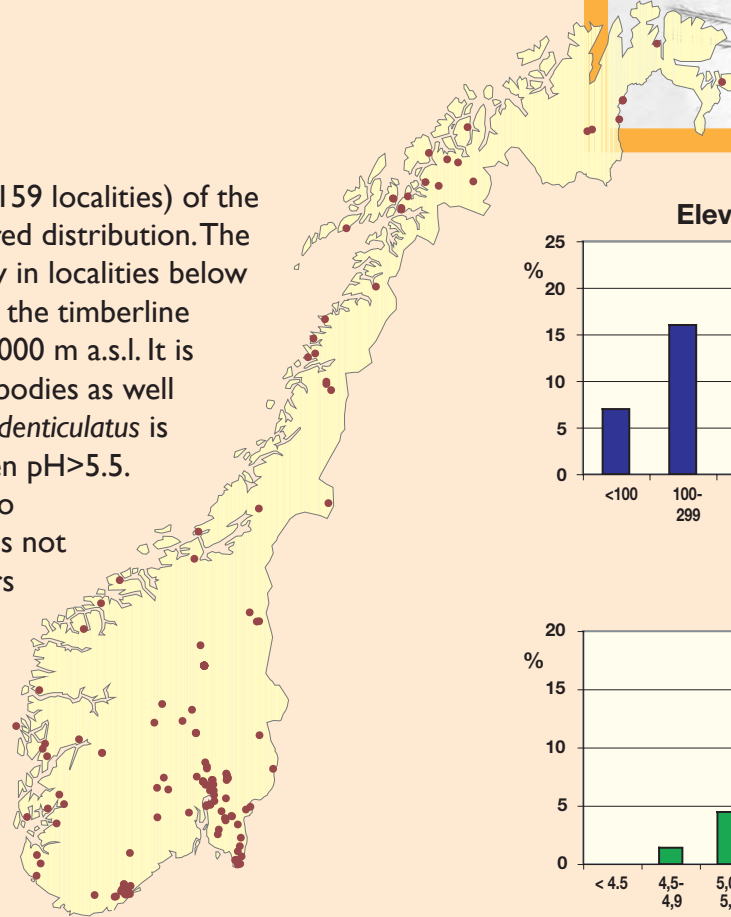 159 localities) of the
red distribution. The
y in localities below
the timberline
000 m a.s.l. It is
bodies as well
denticulatus is
en pH>5.5.
o
s not
rs
Elev
%
25
20
15
10
5
0
<100
100-
299
%
20
15
10
5
0
< 4.5
4,5-
4,9
5,0
5,